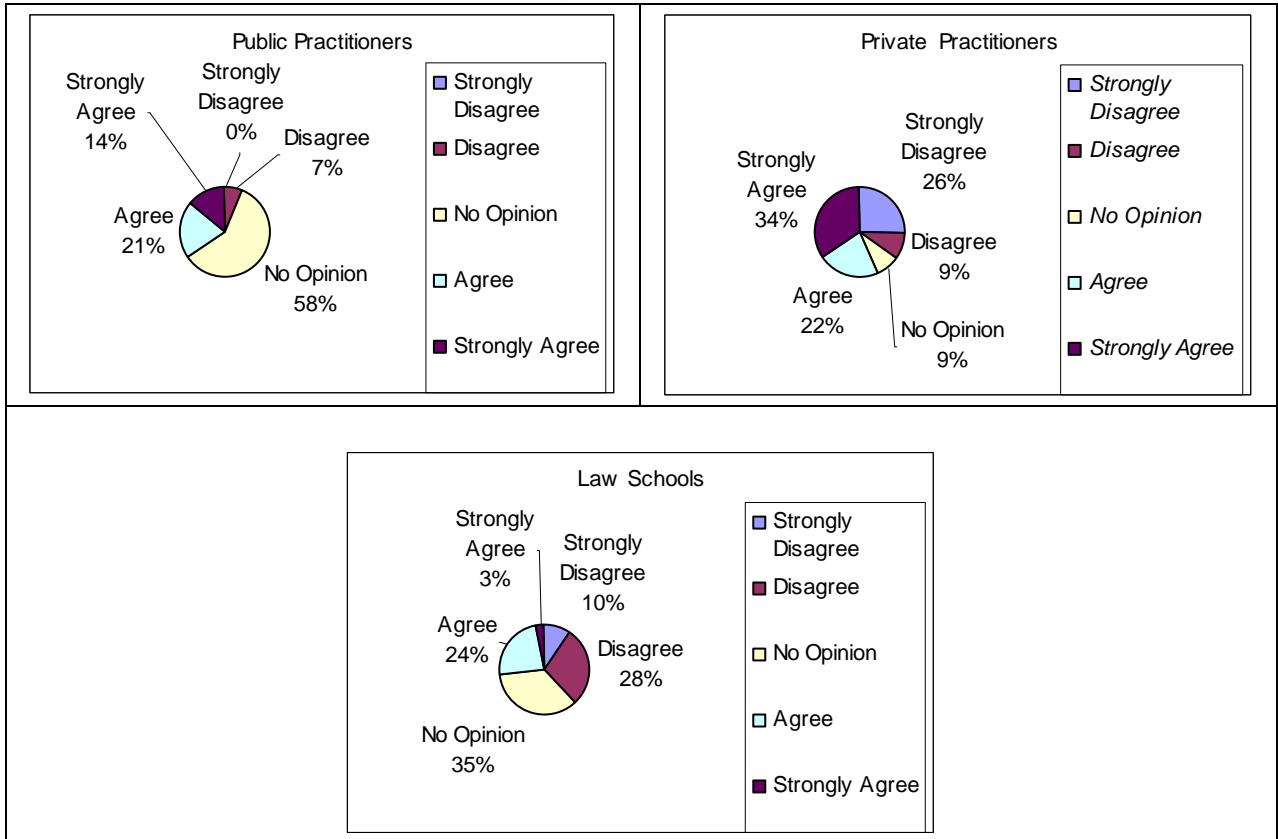 Public Practitioners
Strongly
Agree
14%
Strongly
Disagree
0%
Disagree
7%
Agree
21%
No Opinion
58%
Strongly
Disagree
Disagree
No Opinion
Agree
Strongly Agree
Private Practitioners
Strongly
Agree
34%
Strongly
Disagree
26%
Disagree
9%
Agree
22%
No Opinion
9%
Strongly
Disagree
Disagree
No Opinion
Agree
Strongly Agree
Law Schools
Strongly
Agree
3%
Strongly
Disagree
10%
Agree
24%
Disagree
28%
No Opinion
35%
Strongly
Disagree
Disagree
No Opinion
Agree
Strongly Agree